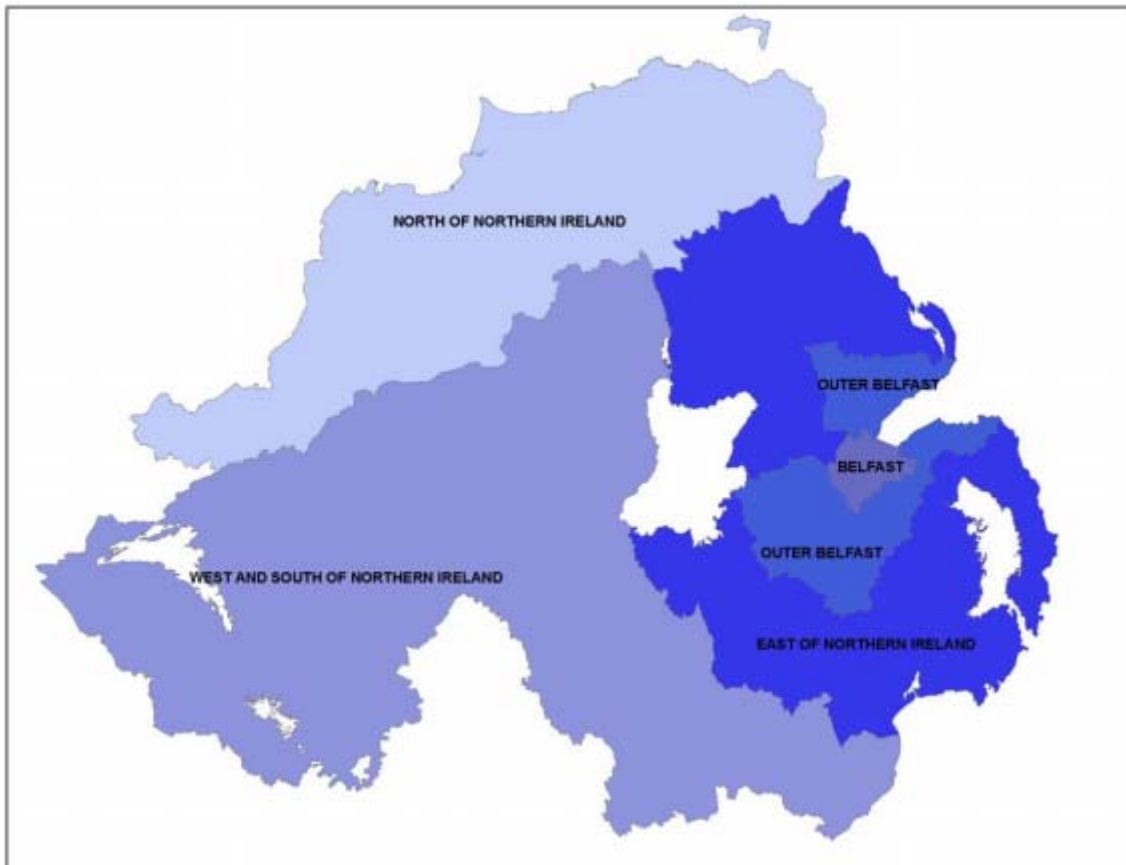 NORTH OF NORTHERN IRELAND
OUTER BELFAST
BELFAST
OUTER BELFAST
WEST AND SOUTH OF NORTHERN IRELAND
EAST OF NORTHERN IRELAND